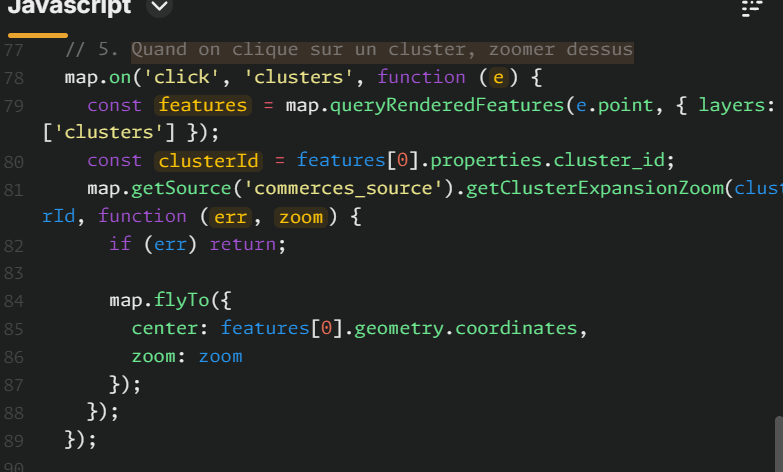 Javascript
77 // 5. Quand on clique sur un cluster, zoomer dessus
78 map.on('click', 'clusters', function (e) {
79 const features = map.queryRenderedFeatures(e.point, { layers:
['clusters'] });
80 const clusterId = features[0].properties.cluster_id;
81 map.getSource('commerces_source').getClusterExpansionZoom(cluste
rId, function (err, zoom) {
82 if (err) return;
83
84 map.flyTo({
85 center: features[0].geometry.coordinates,
86 zoom: zoom
87 });
88 });
89 });
90